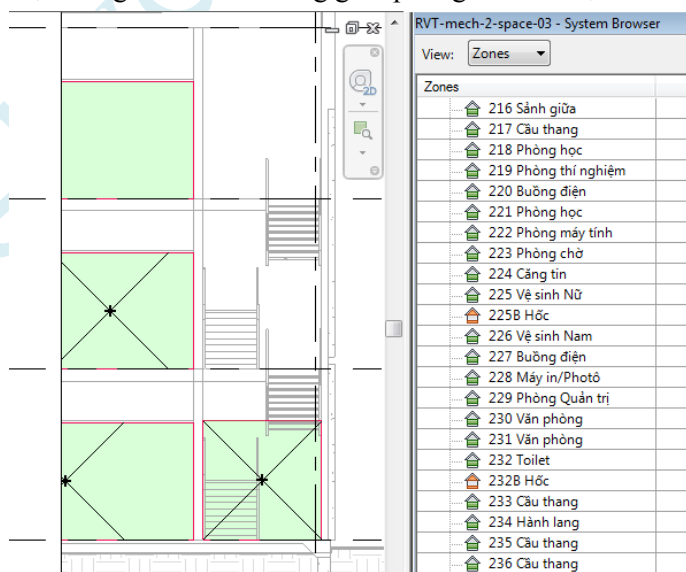 RVT-mech-2-space-03 - System Browser
View: Zones
Zones
216 Sảnh giữa
217 Cầu thang
218 Phòng học
219 Phòng thí nghiệm
220 Buồng điện
221 Phòng học
222 Phòng máy tính
223 Phòng chờ
224 Căng tin
225 Vệ sinh Nữ
225B Hốc
226 Vệ sinh Nam
227 Buồng điện
228 Máy in/Photô
229 Phòng Quản trị
230 Văn phòng
231 Văn phòng
232 Toilet
232B Hốc
233 Cầu thang
234 Hành lang
235 Cầu thang
236 Cầu thang
2D